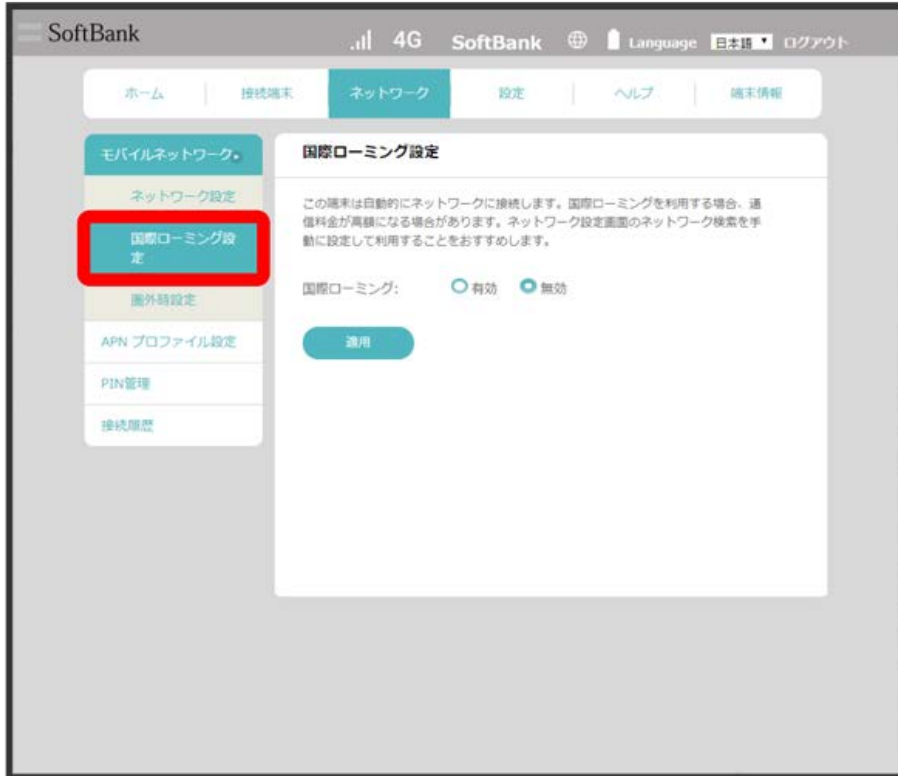 SoftBank
4G SoftBank Language 日本語 ログアウト
ホーム 接続端末 ネットワーク 設定 ヘルプ 端末情報
モバイルネットワーク
ネットワーク設定
国際ローミング設
定
圏外時設定
APN プロファイル設定
PIN管理
接続履歴
国際ローミング設定
この端末は自動的にネットワークに接続します。国際ローミングを利用する場合、通
信料金が高額になる場合があります。ネットワーク設定画面のネットワーク検索を手
動に設定して利用することをおすすめします。
国際ローミング: 有効 無効
適用